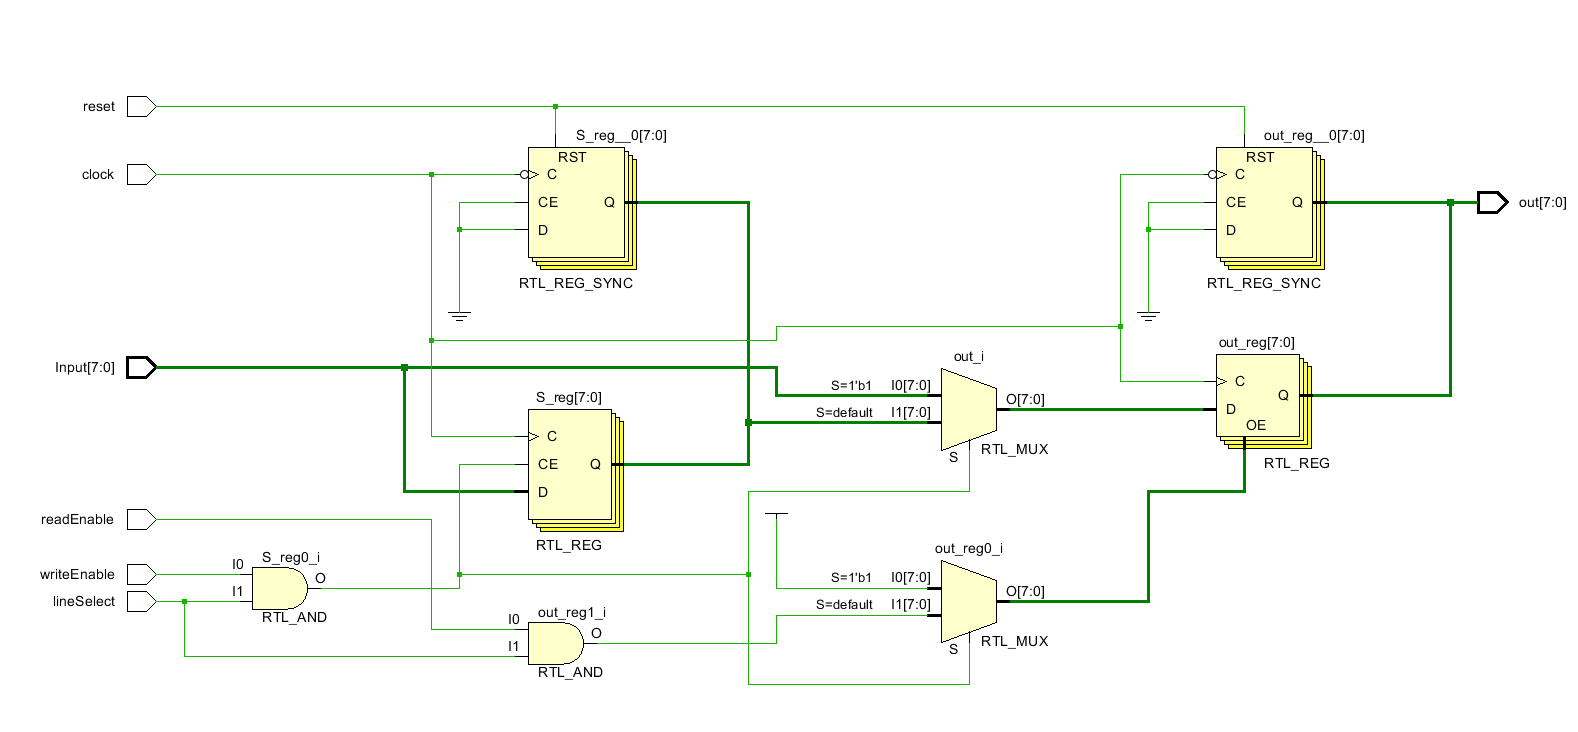 reset
clock
Input[7:0]
readEnable
writeEnable
lineSelect
S_reg0_i
I0
I1
O
RTL_AND
S_reg__0[7:0]
RST
C
CE
Q
D
RTL_REG_SYNC
S_reg[7:0]
C
CE
Q
D
RTL_REG
out_reg1_i
I0
I1
O
RTL_AND
out_i
S=1'b1 I0[7:0]
S=default I1[7:0]
O[7:0]
S
RTL_MUX
out_reg0_i
S=1'b1 I0[7:0]
S=default I1[7:0]
O[7:0]
S
RTL_MUX
out_reg__0[7:0]
RST
C
CE
Q
D
RTL_REG_SYNC
out_reg[7:0]
C
D
Q
OE
RTL_REG
out[7:0]